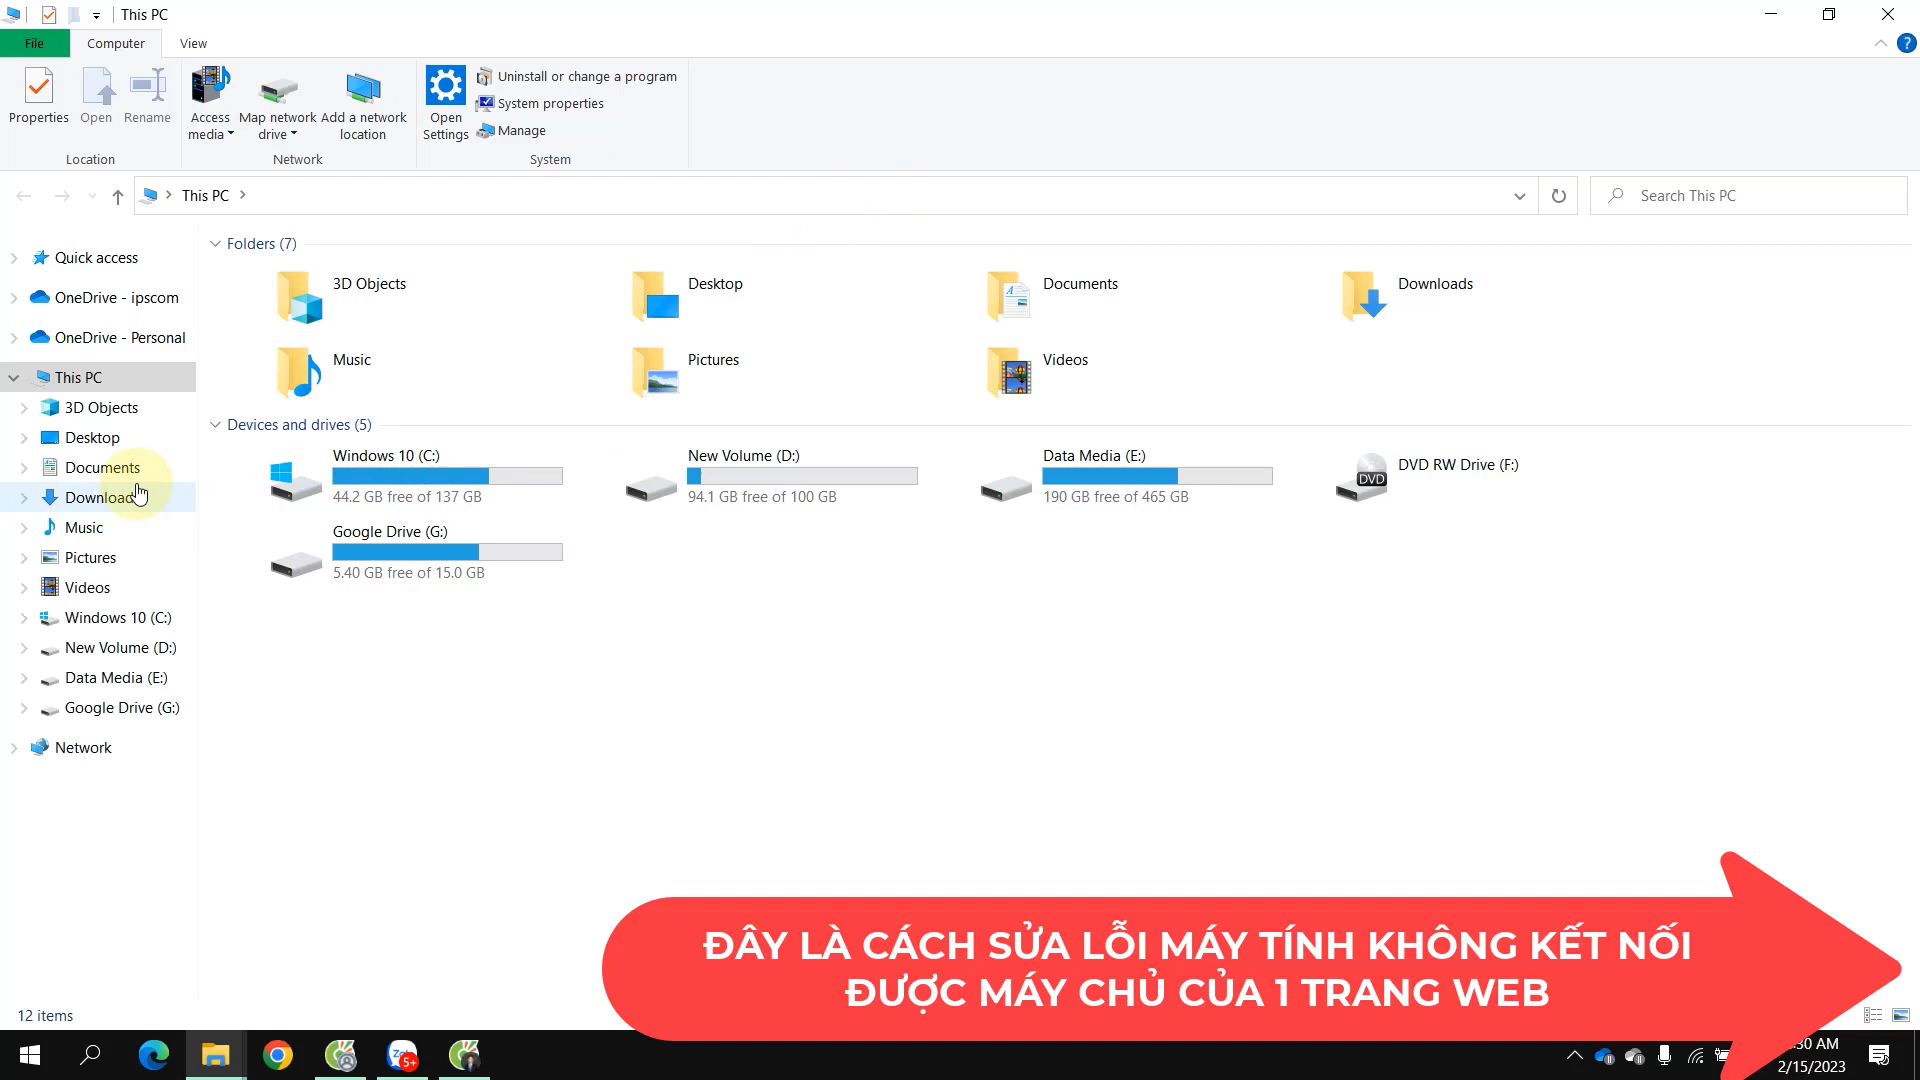 This PC
File
Computer
View
Properties
Open
Rename
Access
media
Map network
drive
Add a network
location
Open
Settings
Uninstall or change a program
System properties
Manage
Location
Network
System
This PC
Search This PC
Quick access
OneDrive - ipscom
OneDrive - Personal
This PC
3D Objects
Desktop
Documents
Music
Pictures
Videos
Windows 10 (C:)
New Volume (D:)
Data Media (E:)
Google Drive (G:)
Network
Folders (7)
3D Objects
Desktop
Documents
Downloads
Music
Pictures
Videos
Devices and drives (5)
Windows 10 (C:)
44.2 GB free of 137 GB
New Volume (D:)
94.1 GB free of 100 GB
Data Media (E:)
190 GB free of 465 GB
DVD RW Drive (F:)
DVD
Google Drive (G:)
5.40 GB free of 15.0 GB
ĐÂY LÀ CÁCH SỬA LỖI MÁY TÍNH KHÔNG KẾT NỐI
ĐƯỢC MÁY CHỦ CỦA 1 TRANG WEB
12 items
5+
:30 AM
2/15/2023